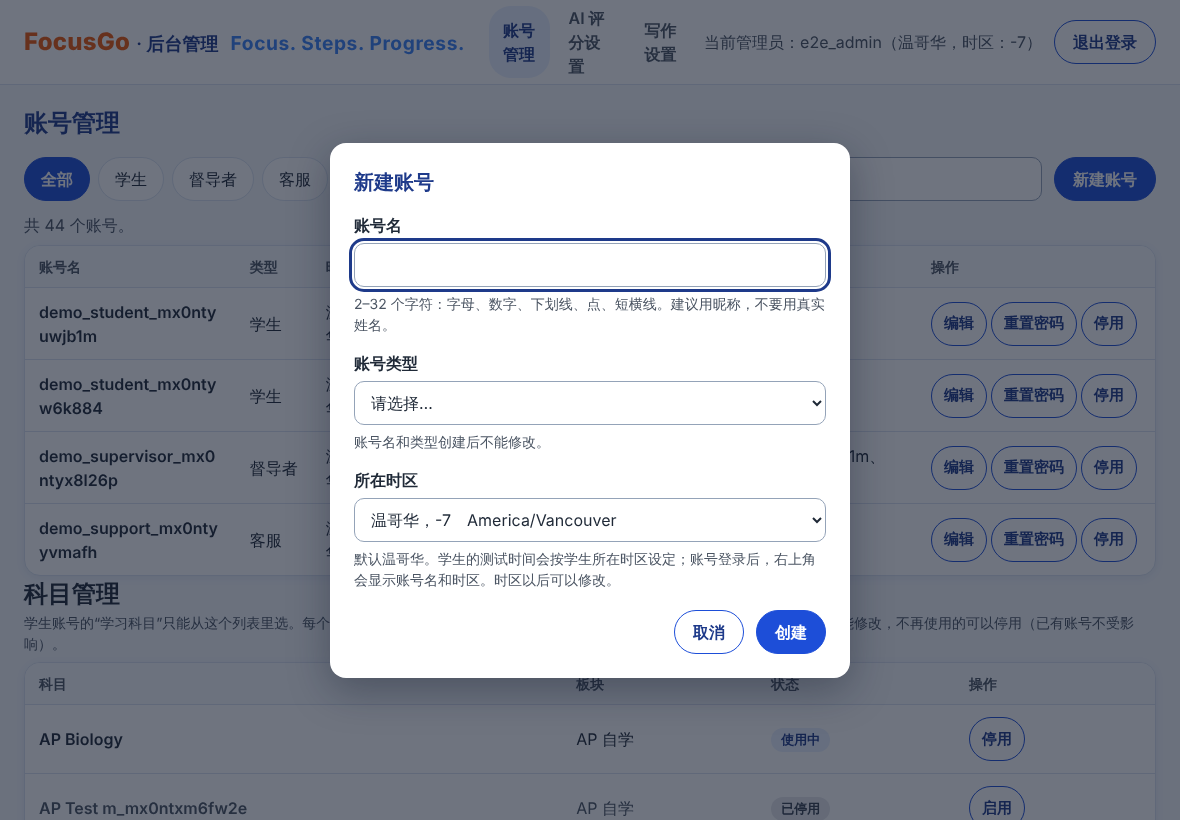 FocusGo · 后台管理 Focus. Steps. Progress.
账号管理
AI 评分设置
写作设置
当前管理员：e2e_admin（温哥华，时区：-7）
退出登录
账号管理
全部 学生 督导者 客服
新建账号
共 44 个账号。
账号名 类型 操作
demo_student_mx0ntyuwjb1m 学生 编辑 重置密码 停用
demo_student_mx0ntyw6k884 学生 编辑 重置密码 停用
demo_supervisor_mx0ntyx8l26p 督导者 1m、 编辑 重置密码 停用
demo_support_mx0ntyyvmafh 客服 编辑 重置密码 停用
新建账号
账号名
2–32 个字符：字母、数字、下划线、点、短横线。建议用昵称，不要用真实
姓名。
账号类型
请选择…
账号名和类型创建后不能修改。
所在时区
温哥华，-7 America/Vancouver
默认温哥华。学生的测试时间会按学生所在时区设定；账号登录后，右上角
会显示账号名和时区。时区以后可以修改。
取消 创建
科目管理
学生账号的“学习科目”只能从这个列表里选。每个 修改，不再使用的可以停用（已有账号不受影
响）。
科目 板块 状态 操作
AP Biology AP 自学 使用中 停用
AP Test m_mx0ntxm6fw2e AP 自学 已停用 启用